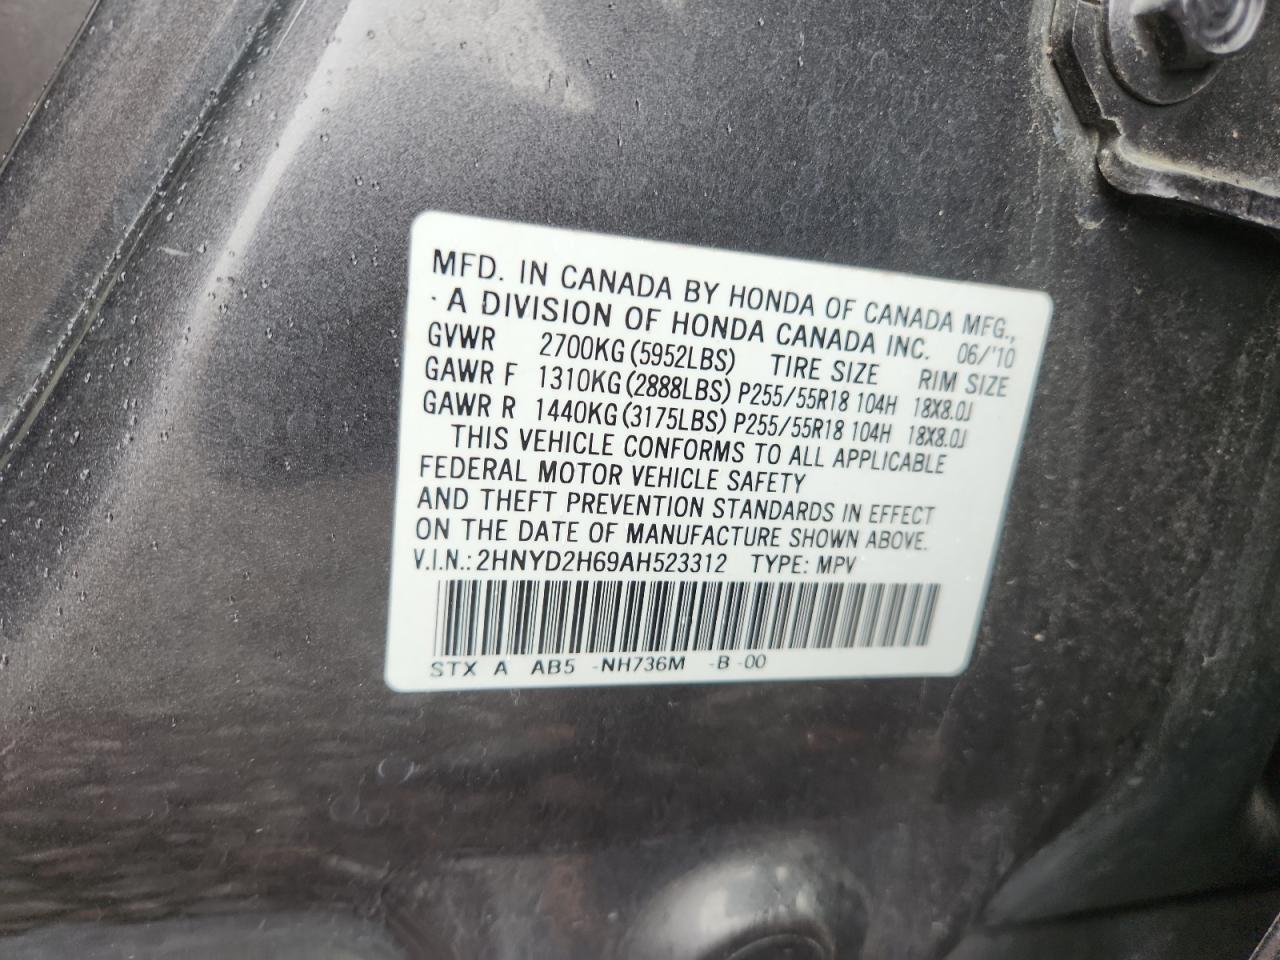 MFD. IN CANADA BY HONDA OF CANADA MFG.,
A DIVISION OF HONDA CANADA INC. 06/'10
GVWR 2700KG (5952LBS) TIRE SIZE RIM SIZE
GAWR F 1310KG (2888LBS) P255/55R18 104H 18X8.0J
GAWR R 1440KG (3175LBS) P255/55R18 104H 18X8.0J
THIS VEHICLE CONFORMS TO ALL APPLICABLE
FEDERAL MOTOR VEHICLE SAFETY
AND THEFT PREVENTION STANDARDS IN EFFECT
ON THE DATE OF MANUFACTURE SHOWN ABOVE.
V.I.N.: 2HNYD2H69AH523312 TYPE: MPV
STX A AB5 -NH736M -B -00